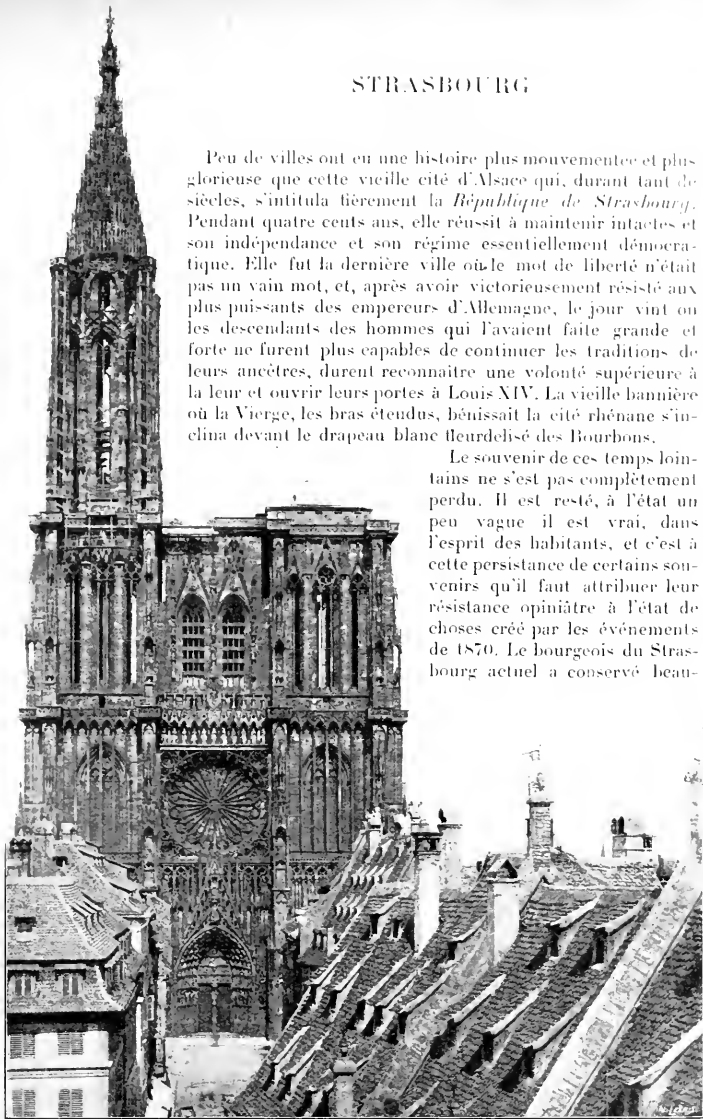 STRASBOURG
Peu de villes ont eu une histoire plus mouvementée et plus
glorieuse que cette vieille cité d'Alsace qui, durant tant de
siècles, s'intitula fièrement la République de Strasbourg.
Pendant quatre cents ans, elle réussit à maintenir intactes et
son indépendance et son régime essentiellement démocra-
tique. Elle fut la dernière ville où le mot de liberté n'était
pas un vain mot, et, après avoir victorieusement résisté aux
plus puissants des empereurs d'Allemagne, le jour vint ou
les descendants des hommes qui l'avaient faite grande et
forte ne furent plus capables de continuer les traditions de
leurs ancêtres, durent reconnaitre une volonté supérieure à
la leur et ouvrir leurs portes à Louis XIV. La vieille bannière
où la Vierge, les bras étendus, bénissait la cité rhénane s'in-
clina devant le drapeau blanc fleurdelisé des Bourbons.
Le souvenir de ces temps loin-
tains ne s'est pas complètement
perdu. Il est resté, à l'état un
peu vague il est vrai, dans
l'esprit des habitants, et c'est à
cette persistance de certains sou-
venirs qu'il faut attribuer leur
résistance opiniâtre à l'état de
choses créé par les événements
de 1870. Le bourgeois du Stras-
bourg actuel a conservé beau-